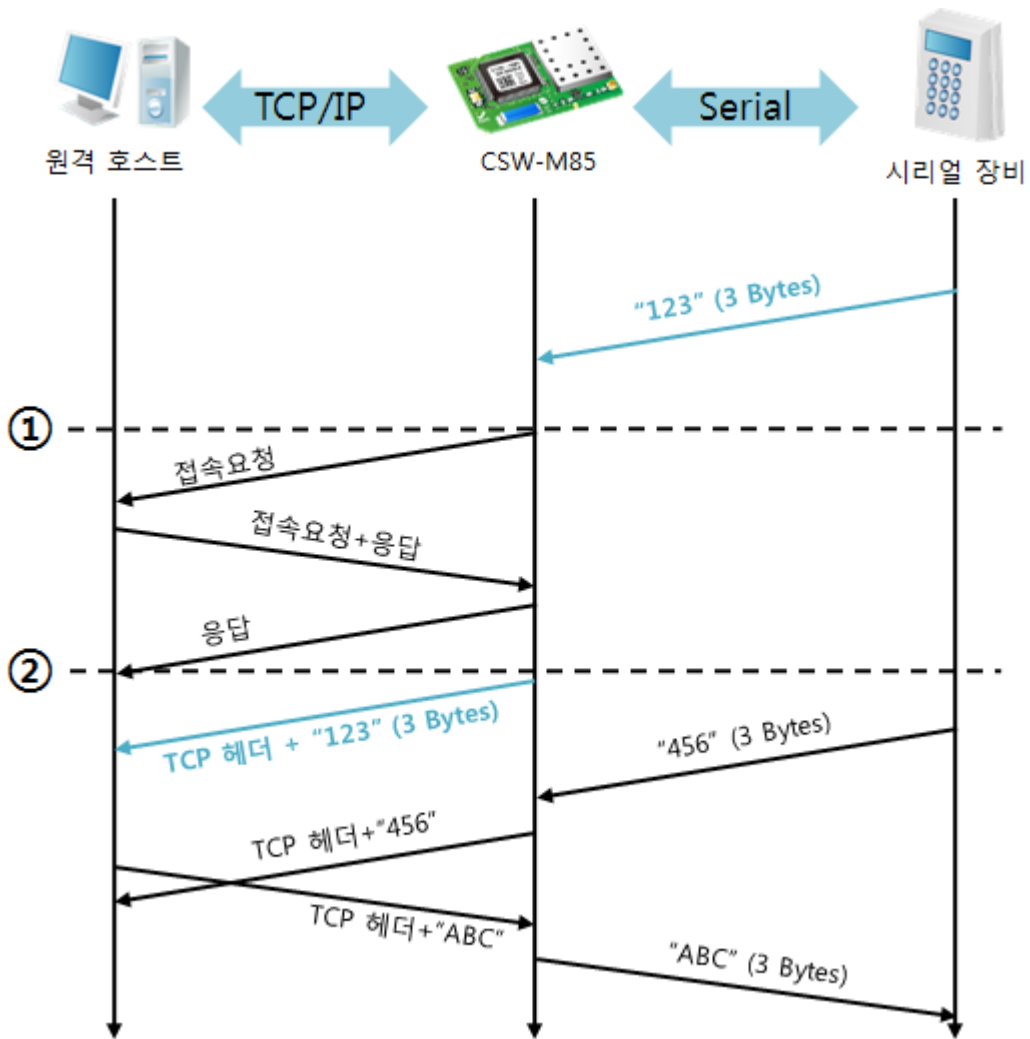 TCP/IP
Serial
원격 호스트
CSW-M85
시리얼 장비
“123” (3 Bytes)
①
접속요청
접속요청+응답
응답
②
TCP 헤더 + “123” (3 Bytes)
“456” (3 Bytes)
TCP 헤더+“456”
TCP 헤더+“ABC”
“ABC” (3 Bytes)